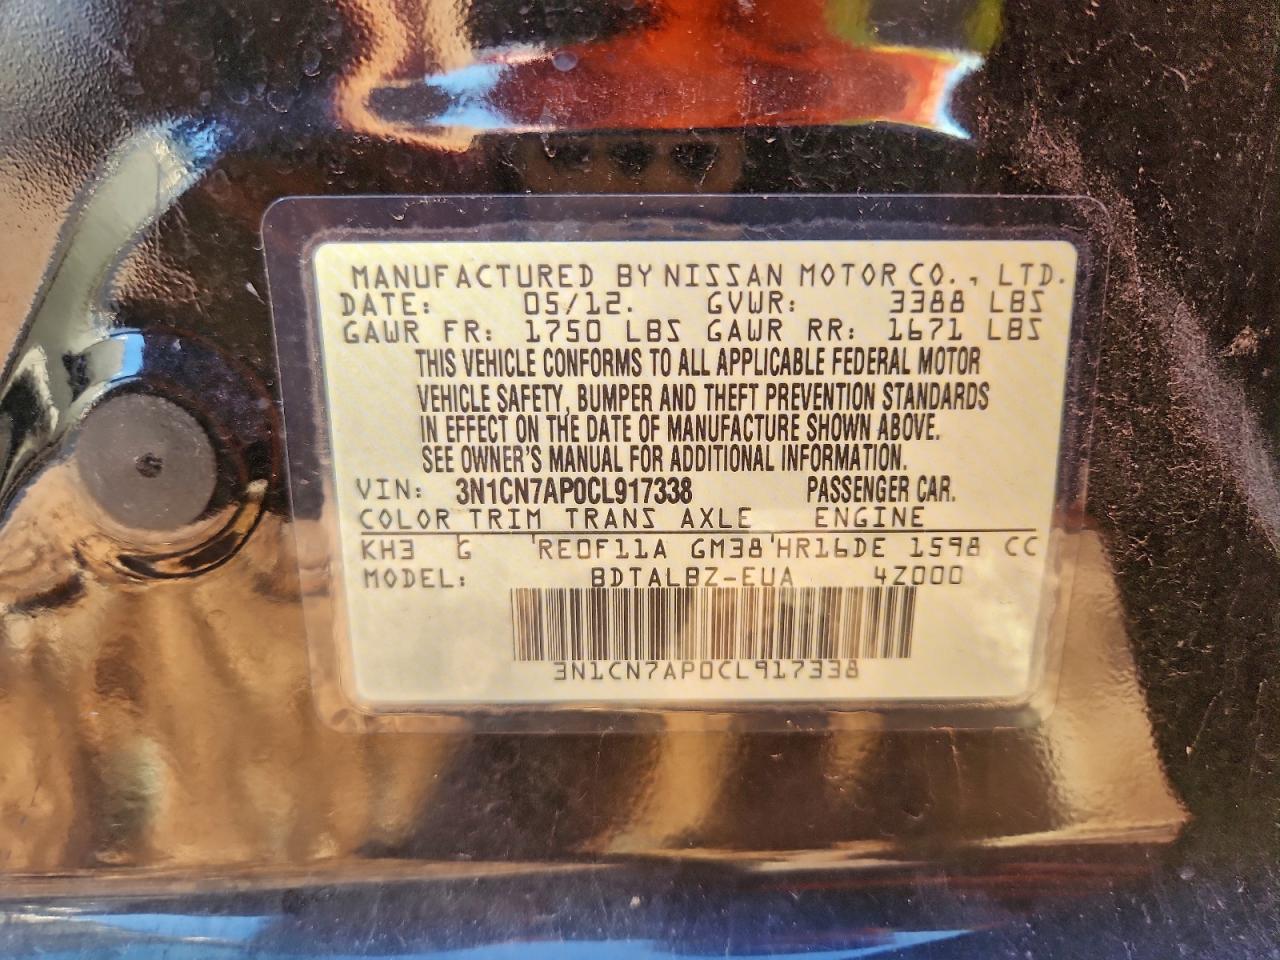 MANUFACTURED BY NISSAN MOTOR CO., LTD.
DATE: 05/12. GVWR: 3388 LBS
GAWR FR: 1750 LBS GAWR RR: 1671 LBS
THIS VEHICLE CONFORMS TO ALL APPLICABLE FEDERAL MOTOR
VEHICLE SAFETY, BUMPER AND THEFT PREVENTION STANDARDS
IN EFFECT ON THE DATE OF MANUFACTURE SHOWN ABOVE.
SEE OWNER'S MANUAL FOR ADDITIONAL INFORMATION.
VIN: 3N1CN7AP0CL917338 PASSENGER CAR.
COLOR TRIM TRANS AXLE ENGINE
KH3 G RE0F11A GM38 HR16DE 1598 CC
MODEL: BDTALBZ-EUA 4Z000
3N1CN7AP0CL917338